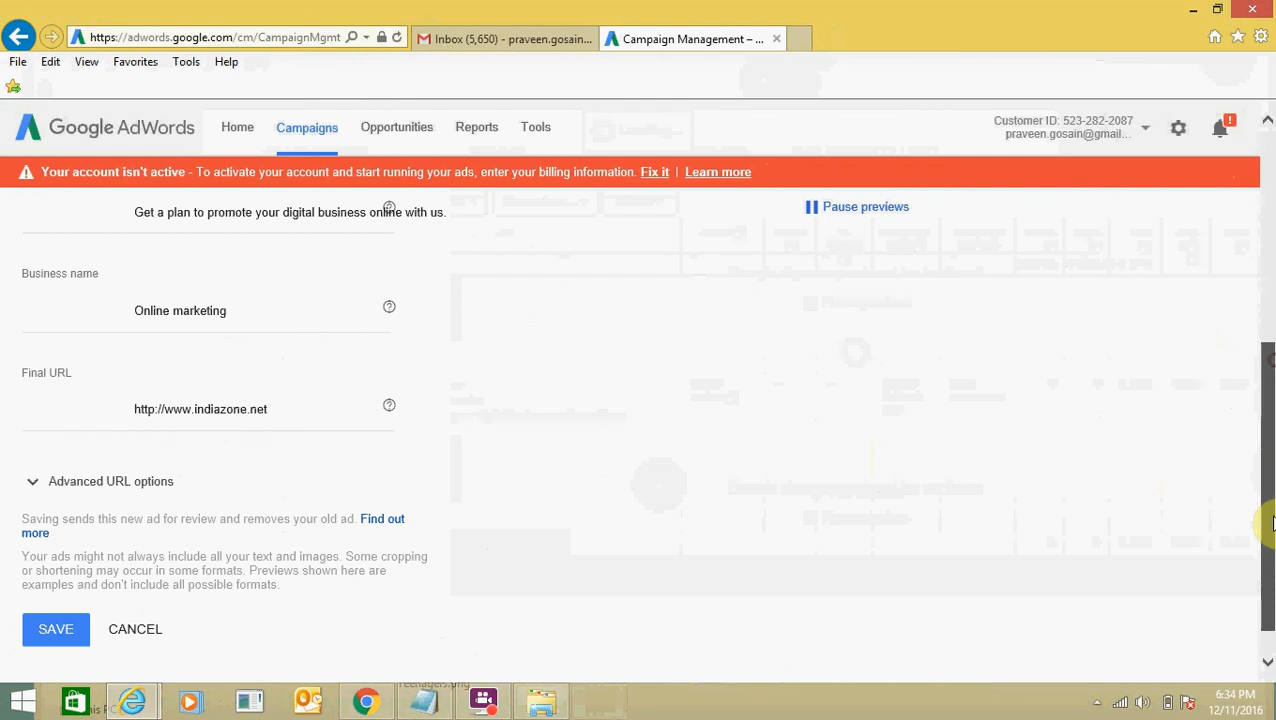 https://adwords.google.com/cm/CampaignMgmt
Inbox (5,650) - praveen.gosain...
Campaign Management – ...
File Edit View Favorites Tools Help
Google AdWords
Home Campaigns Opportunities Reports Tools
Customer ID: 523-282-2087
praveen.gosain@gmail...
!
Your account isn't active - To activate your account and start running your ads, enter your billing information. Fix it | Learn more
Get a plan to promote your digital business online with us.
Pause previews
Business name
Online marketing
Final URL
http://www.indiazone.net
Advanced URL options
Saving sends this new ad for review and removes your old ad. Find out
more
Your ads might not always include all your text and images. Some cropping
or shortening may occur in some formats. Previews shown here are
examples and don't include all possible formats.
SAVE CANCEL
6:34 PM
12/11/2016